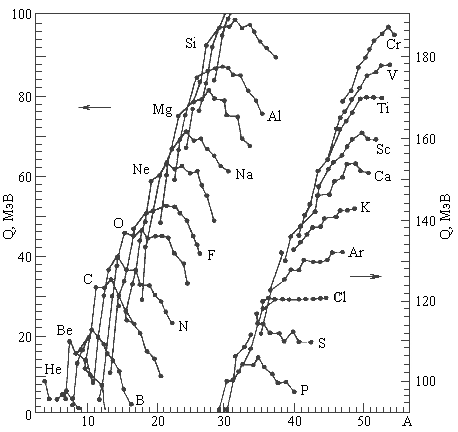 100
80
60
40
20
0
Q, МэВ
Si
Mg
Ne
O
C
Be
He
Al
Na
F
N
B
Cr
V
Ti
Sc
Ca
K
Ar
Cl
S
P
180
160
140
120
100
Q, МэВ
10
20
30
40
50
A